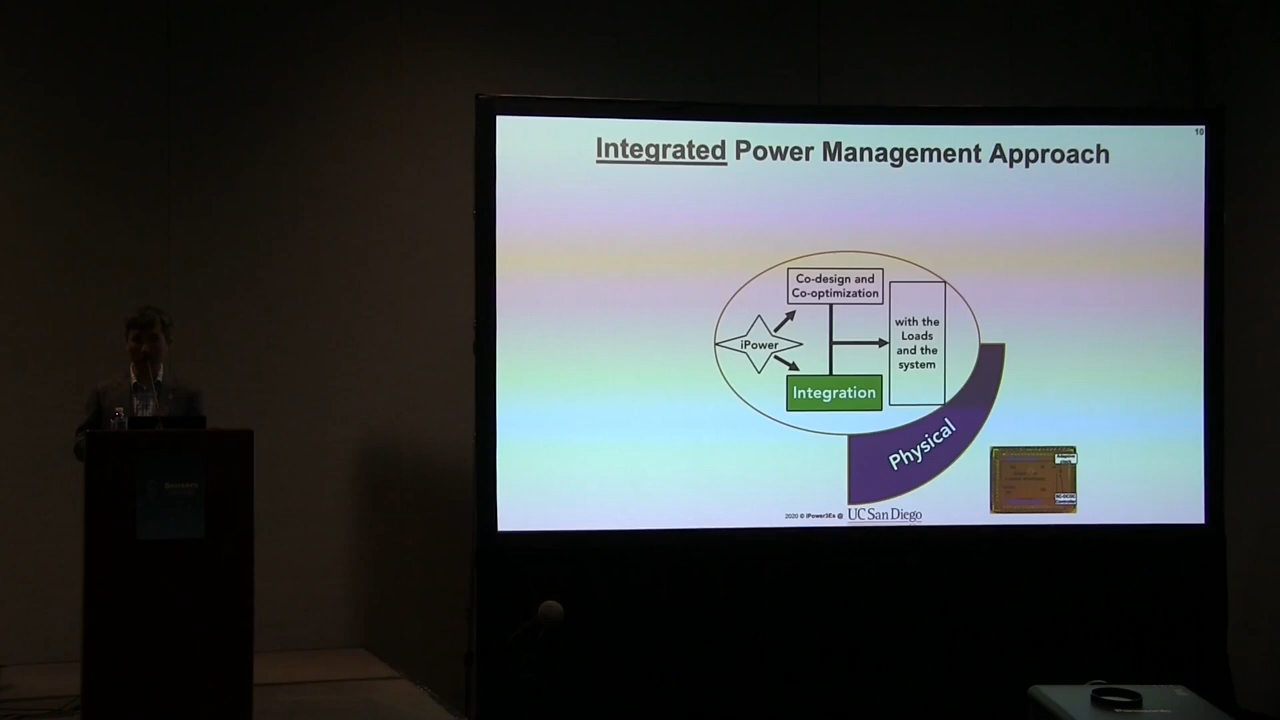 10
Integrated Power Management Approach
Co-design and
Co-optimization
iPower
with the
Loads
and the
system
Integration
Physical
2020 © iPower3Es @
UC San Diego
Sensors